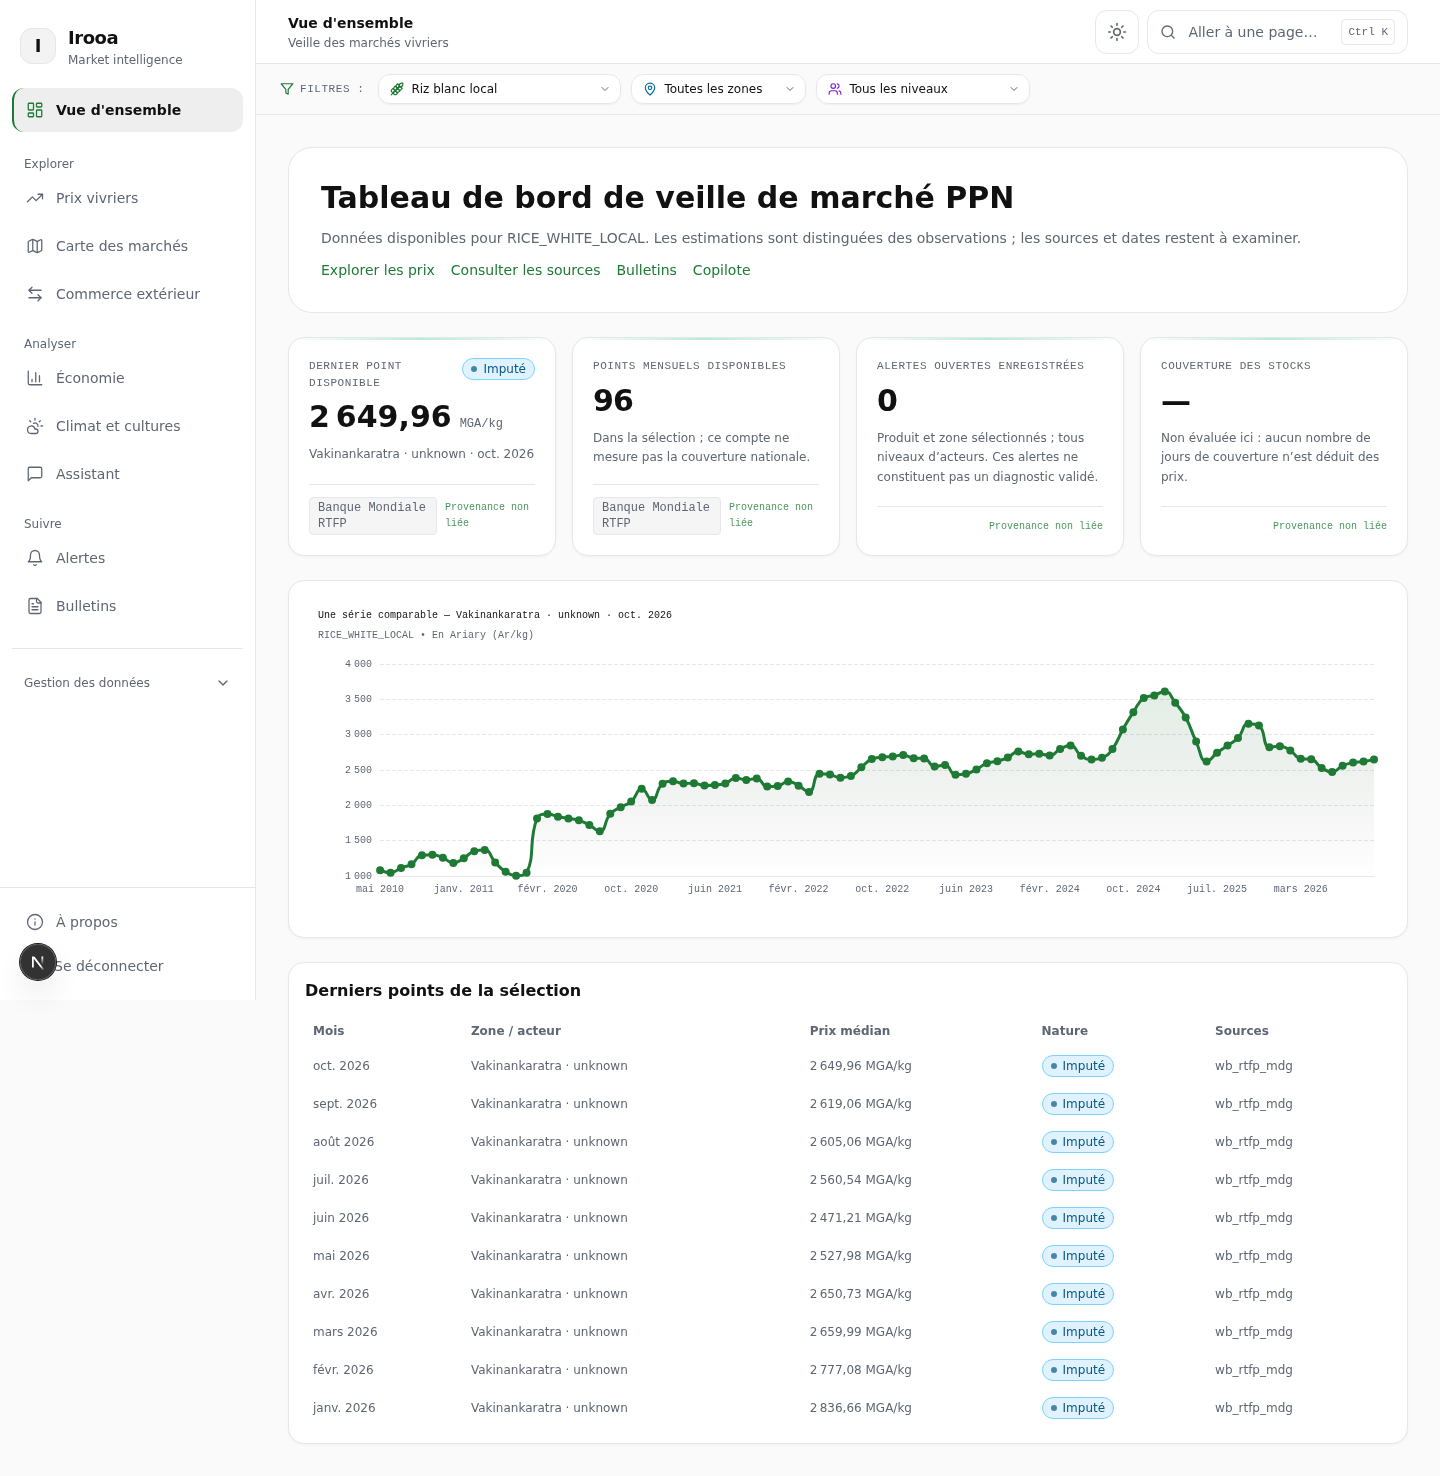 I
Irooa
Market intelligence
Vue d'ensemble
Explorer
Prix vivriers
Carte des marchés
Commerce extérieur
Analyser
Économie
Climat et cultures
Assistant
Suivre
Alertes
Bulletins
Gestion des données
À propos
N
Se déconnecter
Vue d'ensemble
Veille des marchés vivriers
Aller à une page...
Ctrl K
FILTRES :
Riz blanc local
Toutes les zones
Tous les niveaux
Tableau de bord de veille de marché PPN
Données disponibles pour RICE_WHITE_LOCAL. Les estimations sont distinguées des observations ; les sources et dates restent à examiner.
Explorer les prix Consulter les sources Bulletins Copilote
DERNIER POINT
DISPONIBLE
Imputé
2 649,96 MGA/kg
Vakinankaratra · unknown · oct. 2026
Banque Mondiale
RTFP
Provenance non
liée
POINTS MENSUELS DISPONIBLES
96
Dans la sélection ; ce compte ne
mesure pas la couverture nationale.
Banque Mondiale
RTFP
Provenance non
liée
ALERTES OUVERTES ENREGISTRÉES
0
Produit et zone sélectionnés ; tous
niveaux d’acteurs. Ces alertes ne
constituent pas un diagnostic validé.
Provenance non liée
COUVERTURE DES STOCKS
—
Non évaluée ici : aucun nombre de
jours de couverture n’est déduit des
prix.
Provenance non liée
Une série comparable — Vakinankaratra · unknown · oct. 2026
RICE_WHITE_LOCAL • En Ariary (Ar/kg)
4 000
3 500
3 000
2 500
2 000
1 500
1 000
mai 2010 janv. 2011 févr. 2020 oct. 2020 juin 2021 févr. 2022 oct. 2022 juin 2023 févr. 2024 oct. 2024 juil. 2025 mars 2026
Derniers points de la sélection
Mois Zone / acteur Prix médian Nature Sources
oct. 2026 Vakinankaratra · unknown 2 649,96 MGA/kg Imputé wb_rtfp_mdg
sept. 2026 Vakinankaratra · unknown 2 619,06 MGA/kg Imputé wb_rtfp_mdg
août 2026 Vakinankaratra · unknown 2 605,06 MGA/kg Imputé wb_rtfp_mdg
juil. 2026 Vakinankaratra · unknown 2 560,54 MGA/kg Imputé wb_rtfp_mdg
juin 2026 Vakinankaratra · unknown 2 471,21 MGA/kg Imputé wb_rtfp_mdg
mai 2026 Vakinankaratra · unknown 2 527,98 MGA/kg Imputé wb_rtfp_mdg
avr. 2026 Vakinankaratra · unknown 2 650,73 MGA/kg Imputé wb_rtfp_mdg
mars 2026 Vakinankaratra · unknown 2 659,99 MGA/kg Imputé wb_rtfp_mdg
févr. 2026 Vakinankaratra · unknown 2 777,08 MGA/kg Imputé wb_rtfp_mdg
janv. 2026 Vakinankaratra · unknown 2 836,66 MGA/kg Imputé wb_rtfp_mdg